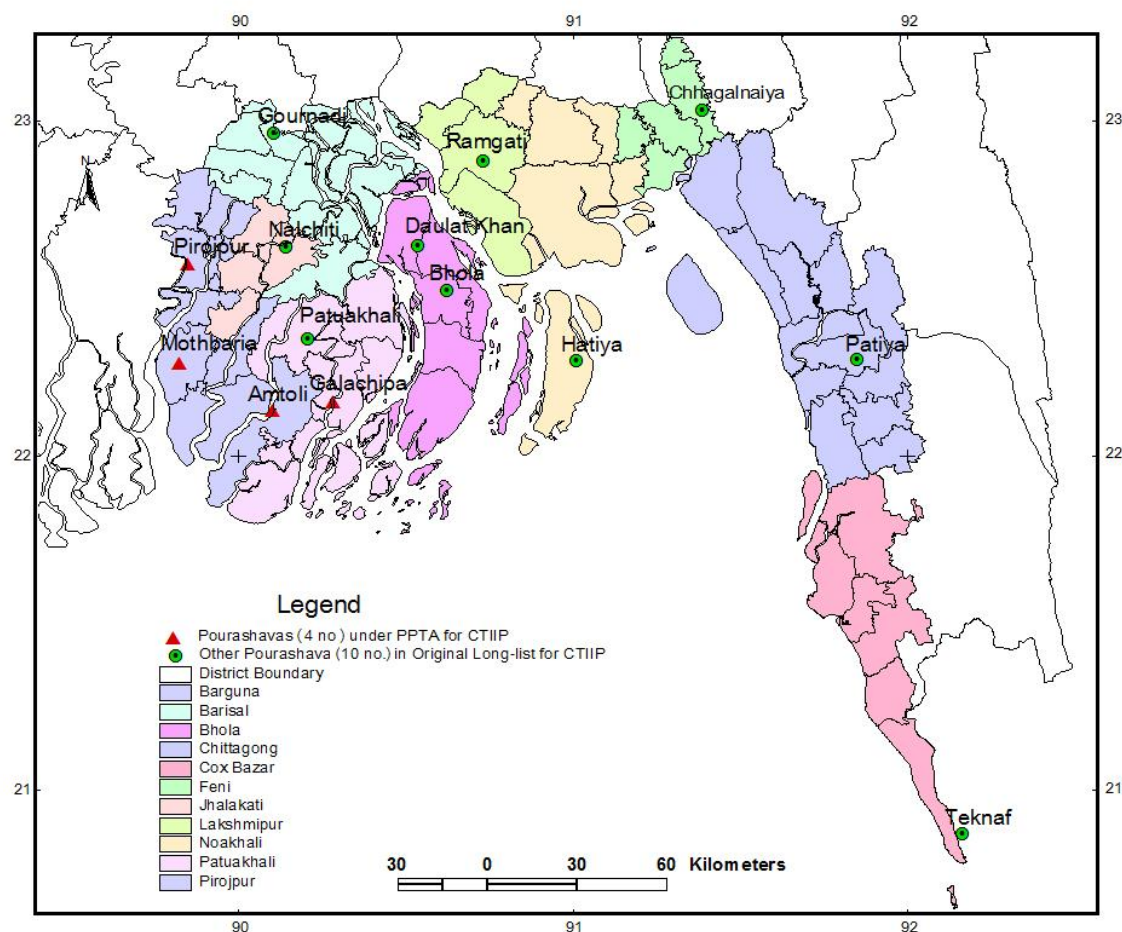 90 91 92
23
Chhagalnaiya
Gournadi
Ramgati
N
Nalchiti
Daulat Khan
Pirojpur
Bhola
Patuakhali
Mothbaria
Hatiya
Patiya
Amtoli
Galachipa
22 22
23
Legend
Pourashavas (4 no) under PPTA for CTIIP
Other Pourashava (10 no.) in Original Long-list for CTIIP
District Boundary
Barguna
Barisal
Bhola
Chittagong
Cox Bazar
Feni
Jhalakati
Lakshmipur
Noakhali
Patuakhali
Pirojpur
21 21
Teknaf
30 0 30 60 Kilometers
90 91 92